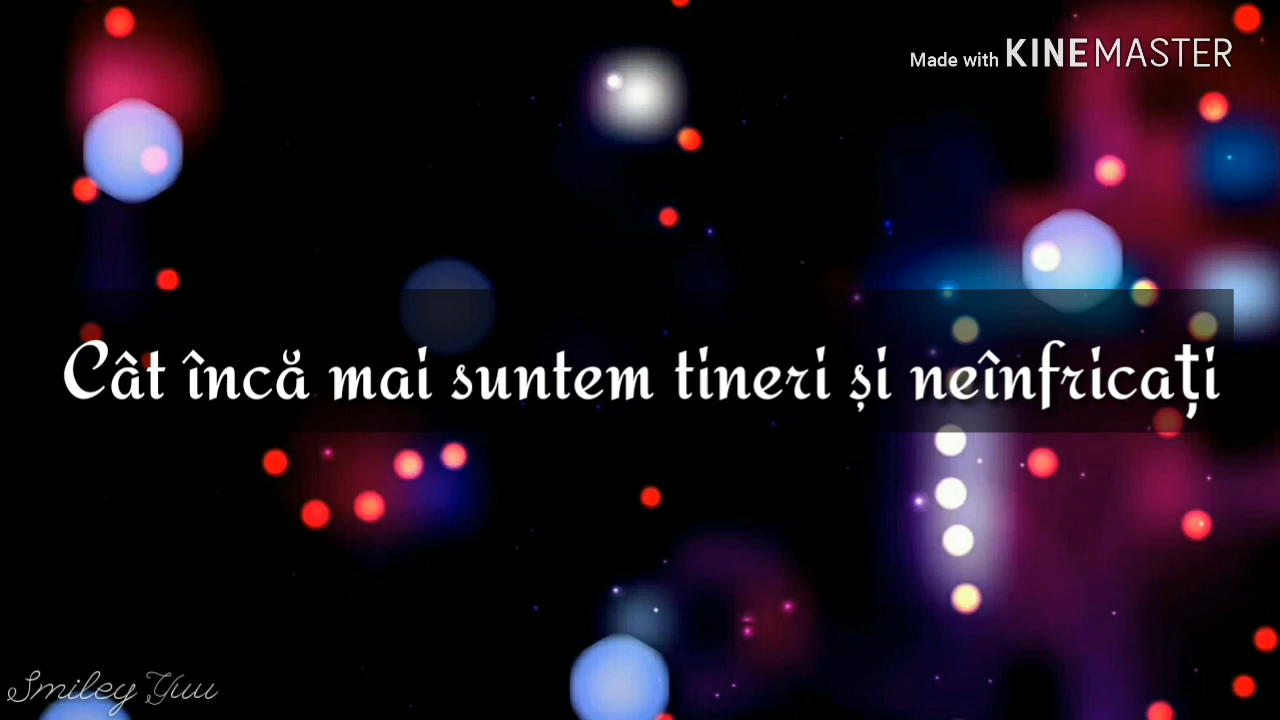 Made with KINEMASTER
Cât încă mai suntem tineri și neînfricați
Smiley Yuu